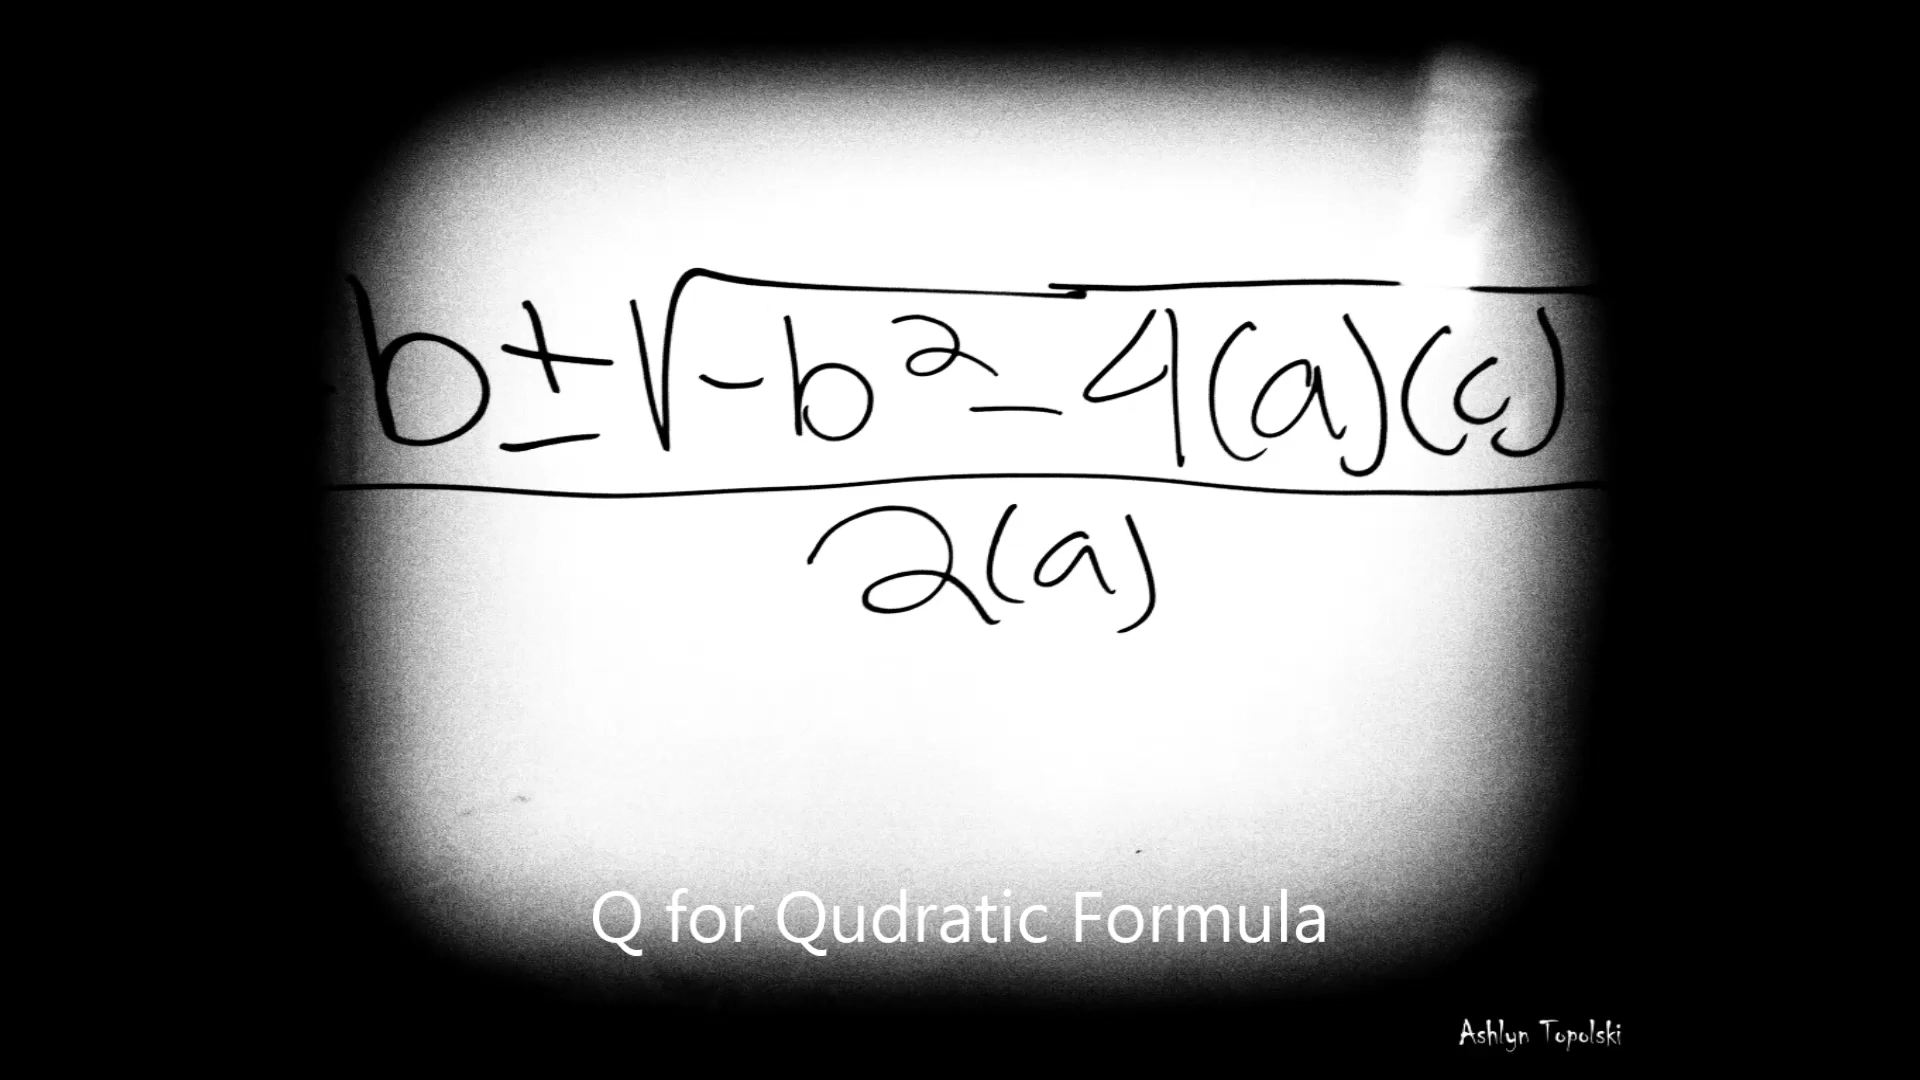 b ± √-b² - 4(a)(c)
2(a)
Q for Qudratic Formula
Ashlyn Topolski